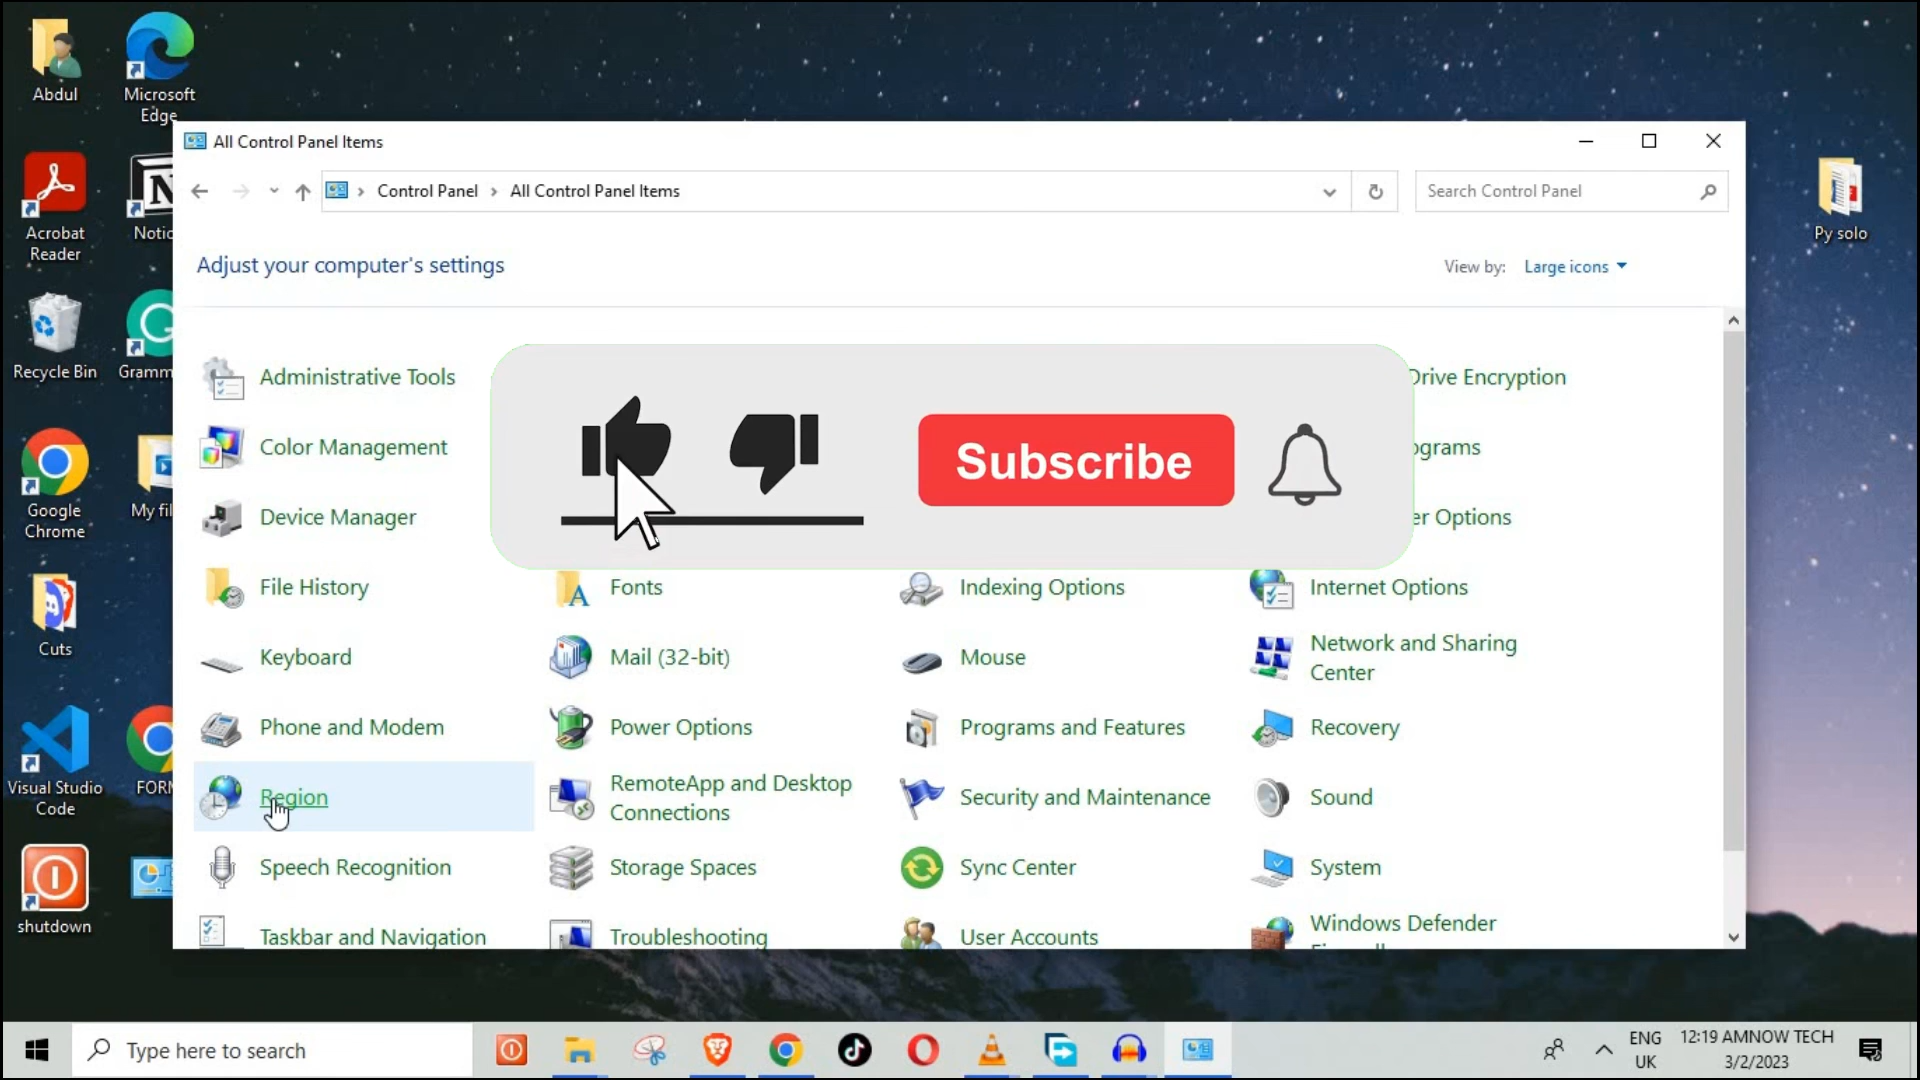 Abdul
Microsoft
Edge
All Control Panel Items
Acrobat
Reader
Notio
Control Panel
All Control Panel Items
Search Control Panel
Py solo
Adjust your computer's settings
View by:
Large icons
Recycle Bin
Gramm
Administrative Tools
Drive Encryption
Color Management
Subscribe
Google
Chrome
My fil
Device Manager
File History
Fonts
Indexing Options
Internet Options
Cuts
Keyboard
Mail (32-bit)
Mouse
Network and Sharing
Center
Phone and Modem
Power Options
Programs and Features
Recovery
Visual Studio
Code
FORM
Region
RemoteApp and Desktop
Connections
Security and Maintenance
Sound
Speech Recognition
Storage Spaces
Sync Center
System
shutdown
Taskbar and Navigation
Troubleshooting
User Accounts
Windows Defender
Type here to search
ENG
UK
12:19 AMNOW TECH
3/2/2023